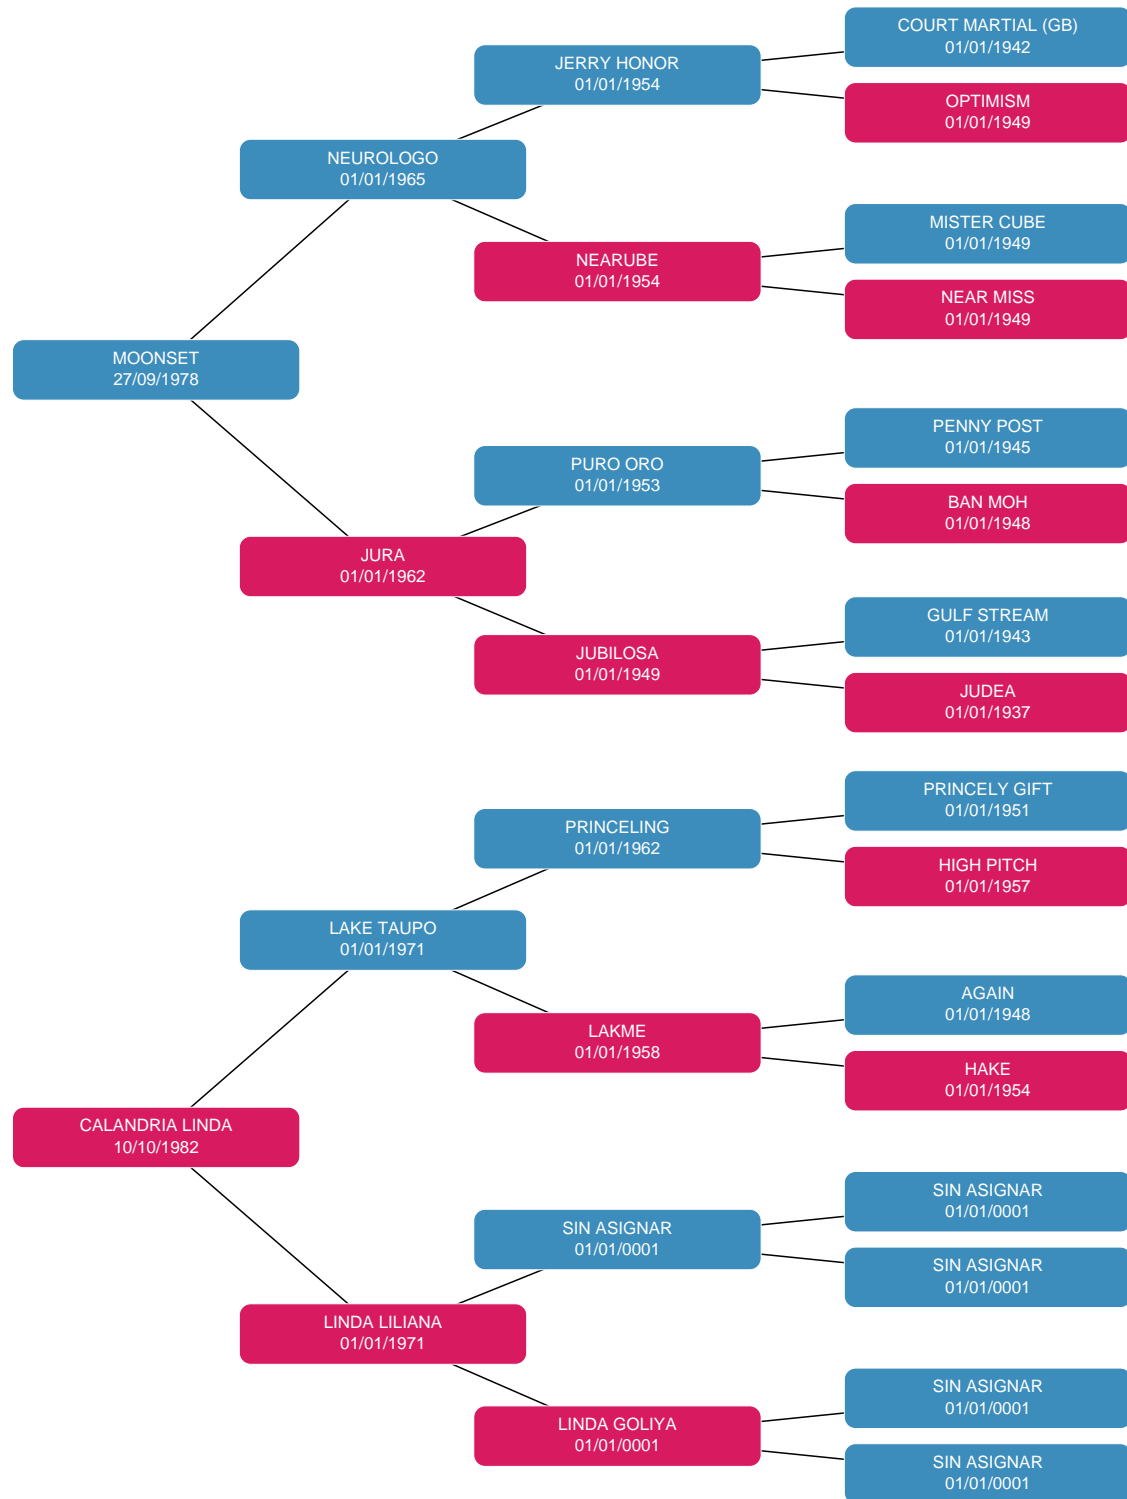 COURT MARTIAL (GB)
01/01/1942
JERRY HONOR
01/01/1954
OPTIMISM
01/01/1949
NEUROLOGO
01/01/1965
MISTER CUBE
01/01/1949
NEARUBE
01/01/1954
NEAR MISS
01/01/1949
MOONSET
27/09/1978
PENNY POST
01/01/1945
PURO ORO
01/01/1953
BAN MOH
01/01/1948
JURA
01/01/1962
GULF STREAM
01/01/1943
JUBILOSA
01/01/1949
JUDEA
01/01/1937
PRINCELY GIFT
01/01/1951
PRINCELING
01/01/1962
HIGH PITCH
01/01/1957
LAKE TAUPO
01/01/1971
AGAIN
01/01/1948
LAKME
01/01/1958
HAKE
01/01/1954
CALANDRIA LINDA
10/10/1982
SIN ASIGNAR
01/01/0001
SIN ASIGNAR
01/01/0001
SIN ASIGNAR
01/01/0001
LINDA LILIANA
01/01/1971
SIN ASIGNAR
01/01/0001
LINDA GOLIYA
01/01/0001
SIN ASIGNAR
01/01/0001